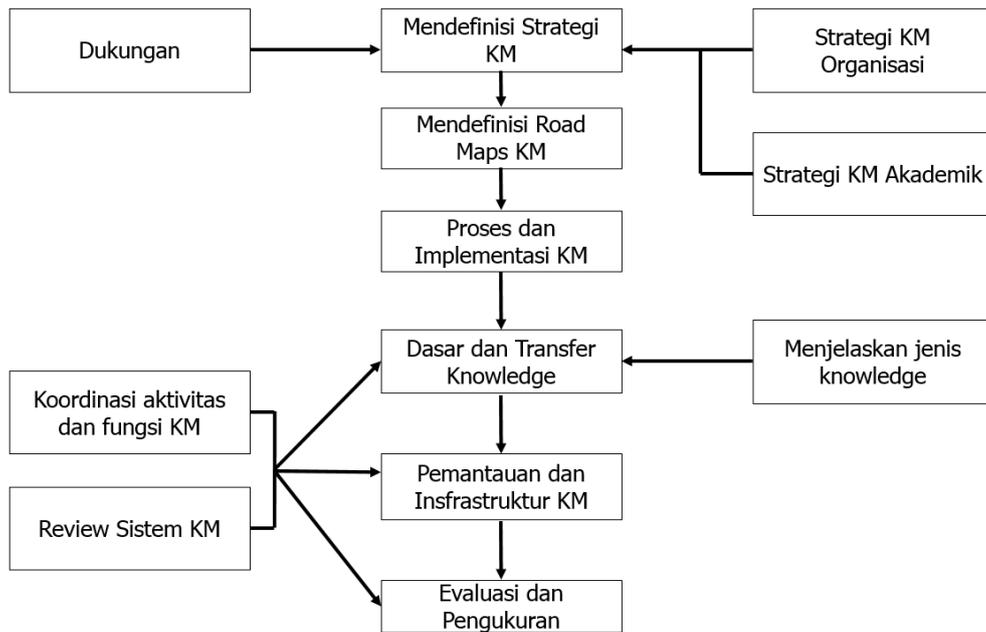 Dukungan
Mendefinisi Strategi
KM
Strategi KM
Organisasi
Mendefinisi Road
Maps KM
Strategi KM Akademik
Proses dan
Implementasi KM
Dasar dan Transfer
Knowledge
Menjelaskan jenis
knowledge
Koordinasi aktivitas
dan fungsi KM
Pemantauan dan
Insfrastruktur KM
Review Sistem KM
Evaluasi dan
Pengukuran